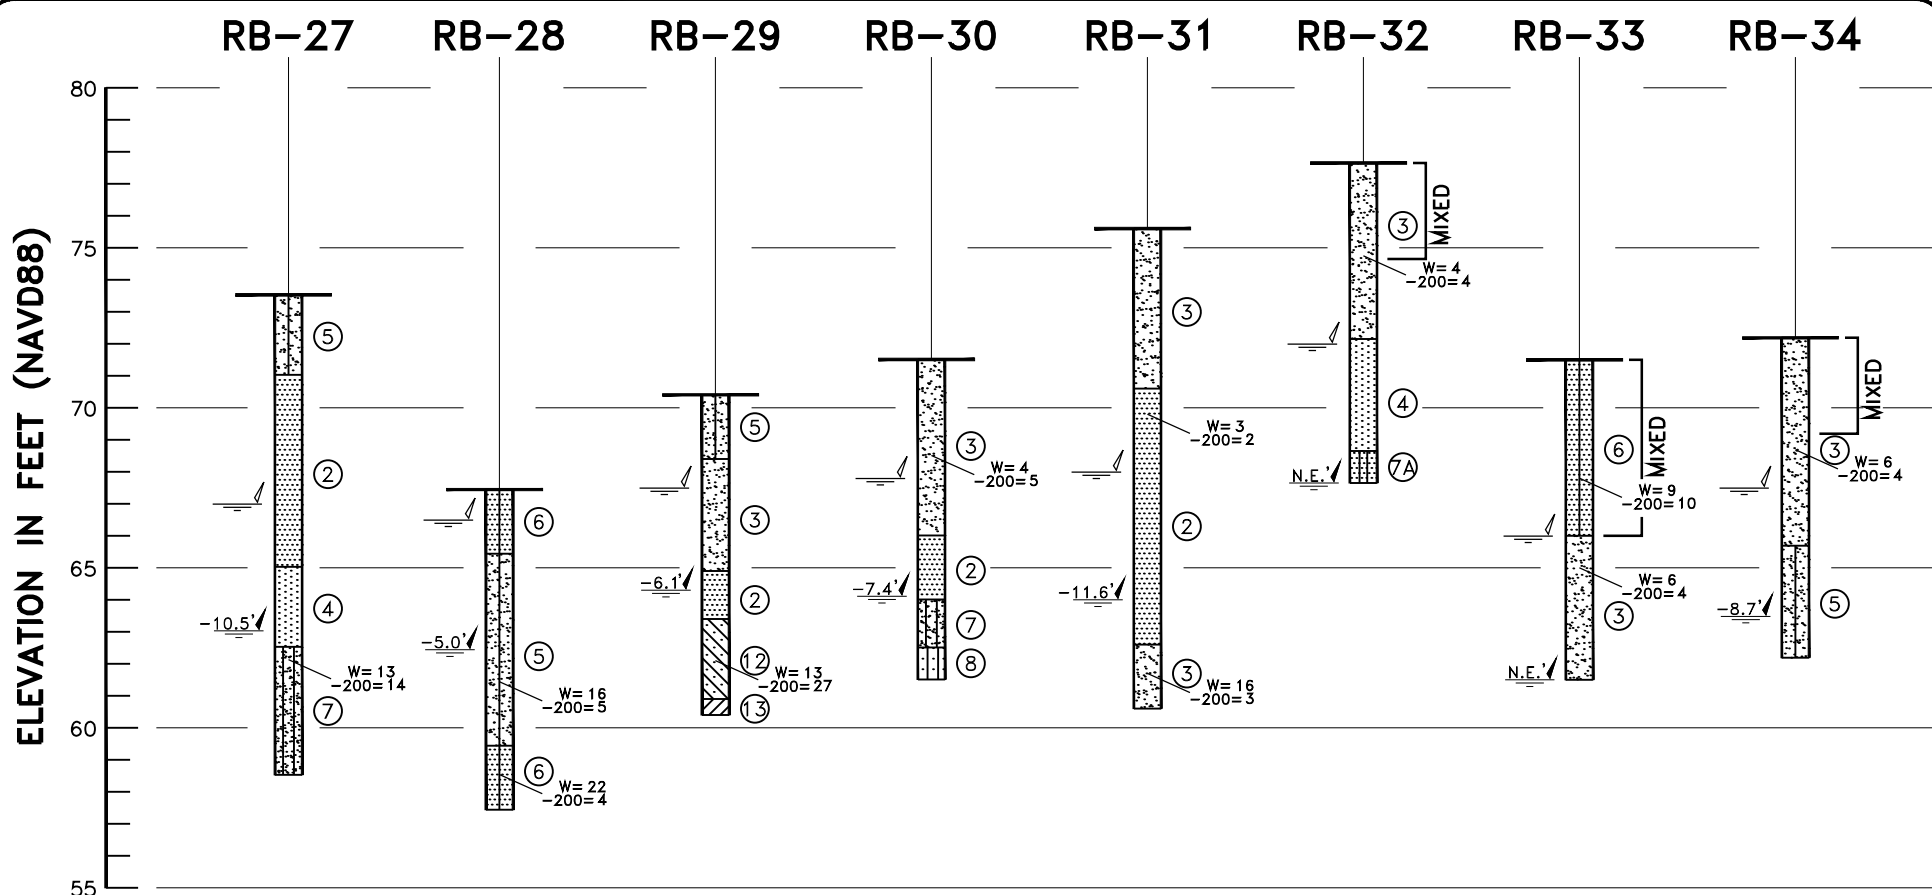 RB-27 RB-28 RB-29 RB-30 RB-31 RB-32 RB-33 RB-34
ELEVATION IN FEET (NAVD88)
80
75
70
65
60
55
5
2
4
-10.5'
W= 13
-200=14
7
6
-5.0'
5
W= 16
-200=5
6
W= 22
-200=4
5
3
-6.1'
2
12
W= 13
-200=27
13
3
W= 4
-200=5
-7.4'
2
7
8
3
W= 3
-200=2
2
-11.6'
3
W= 16
-200=3
MIXED
3
W= 4
-200=4
4
N.E.'
7A
MIXED
6
W= 9
-200=10
W= 6
-200=4
3
N.E.'
MIXED
3
W= 6
-200=4
-8.7'
5